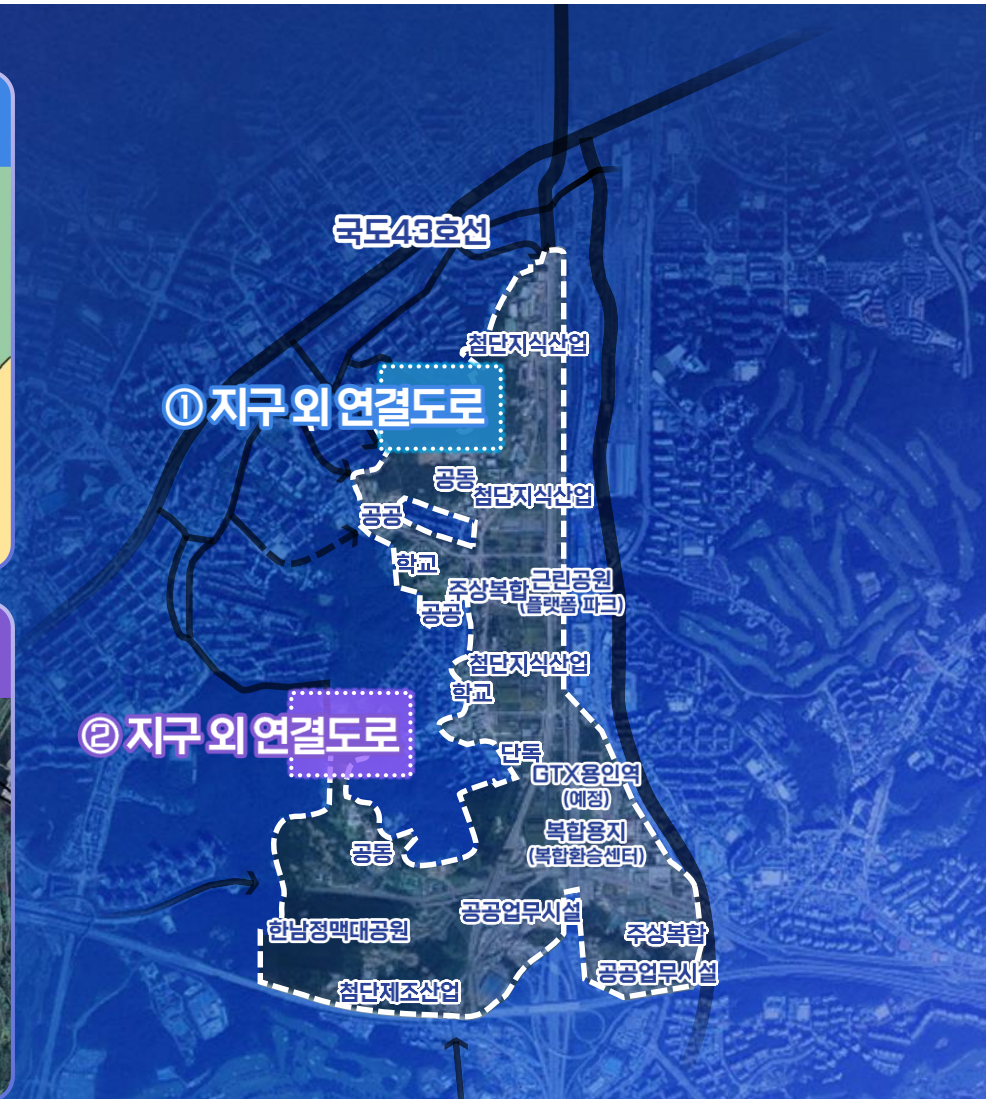 국도43호선
첨단지식산업
① 지구 외 연결도로
공동
첨단지식산업
공공
학교
주상복합
근린공원
(플랫폼 파크)
공공
첨단지식산업
학교
② 지구 외 연결도로
단독
GTX용인역
(예정)
복합용지
(복합환승센터)
공동
공공업무시설
한남정맥대공원
주상복합
공공업무시설
첨단제조산업